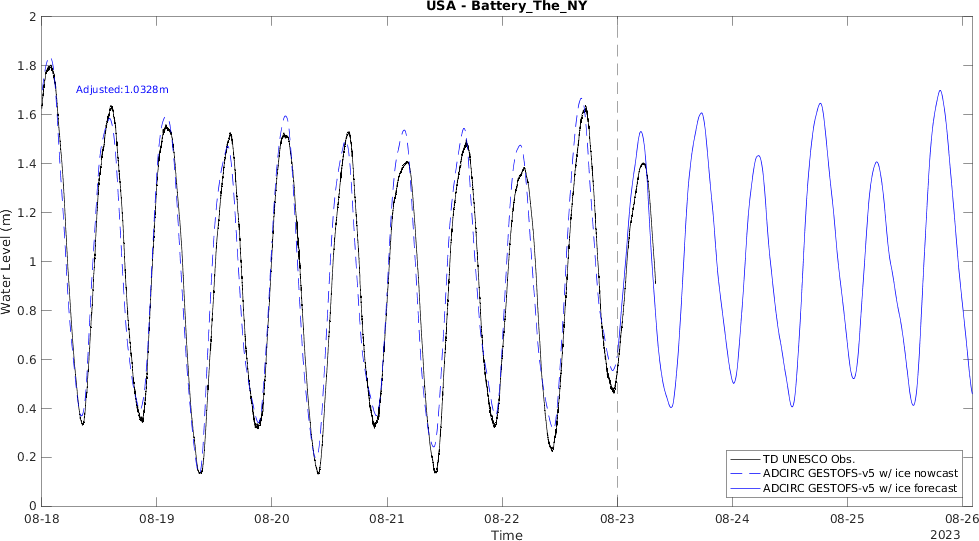 USA - Battery_The_NY
2
1.8
Adjusted:1.0328m
1.6
1.4
1.2
1
0.8
0.6
0.4
0.2
0
Water Level (m)
TD UNESCO Obs.
ADCIRC GESTOFS-v5 w/ ice nowcast
ADCIRC GESTOFS-v5 w/ ice forecast
08-18 08-19 08-20 08-21 08-22 08-23 08-24 08-25 08-26
Time
2023